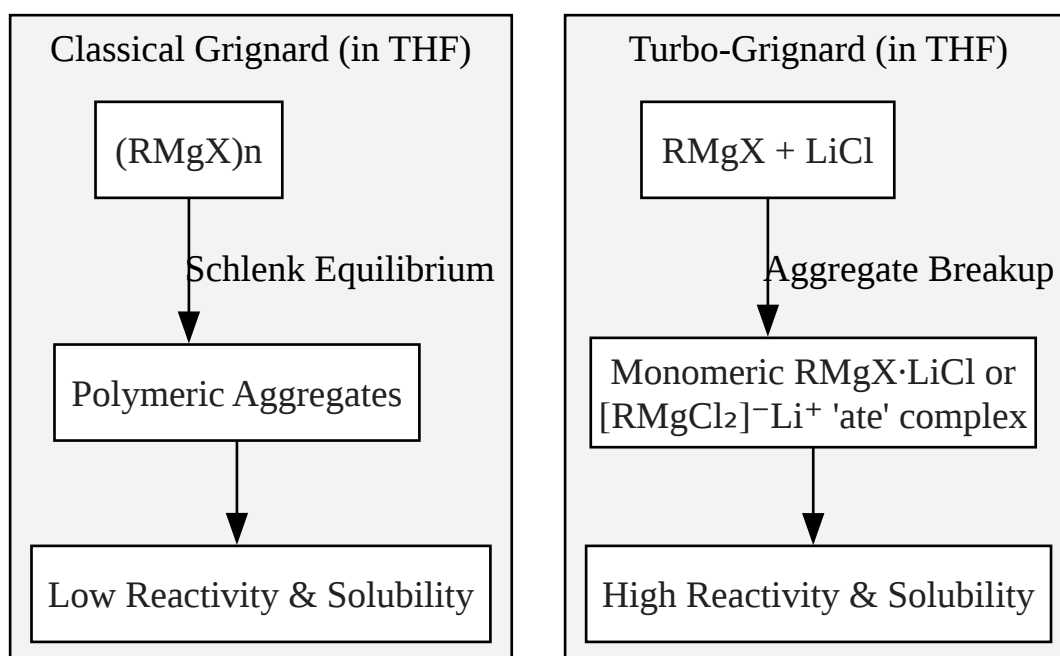 Classical Grignard (in THF)
(RMgX)n
Schlenk Equilibrium
Polymeric Aggregates
Low Reactivity & Solubility
Turbo-Grignard (in THF)
RMgX + LiCl
Aggregate Breakup
Monomeric RMgX·LiCl or
[RMgCl₂]⁻Li⁺ 'ate' complex
High Reactivity & Solubility